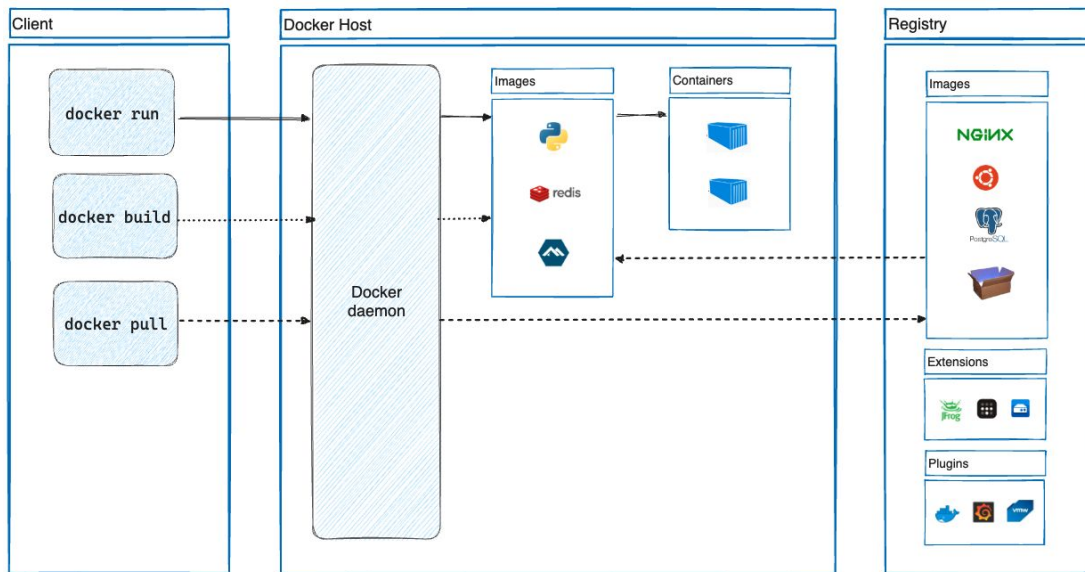 Client
docker run
docker build
docker pull
Docker Host
Docker
daemon
Images
redis
Containers
Registry
Images
NGINX
PostgreSQL
Extensions
JFrog
Plugins
vmw